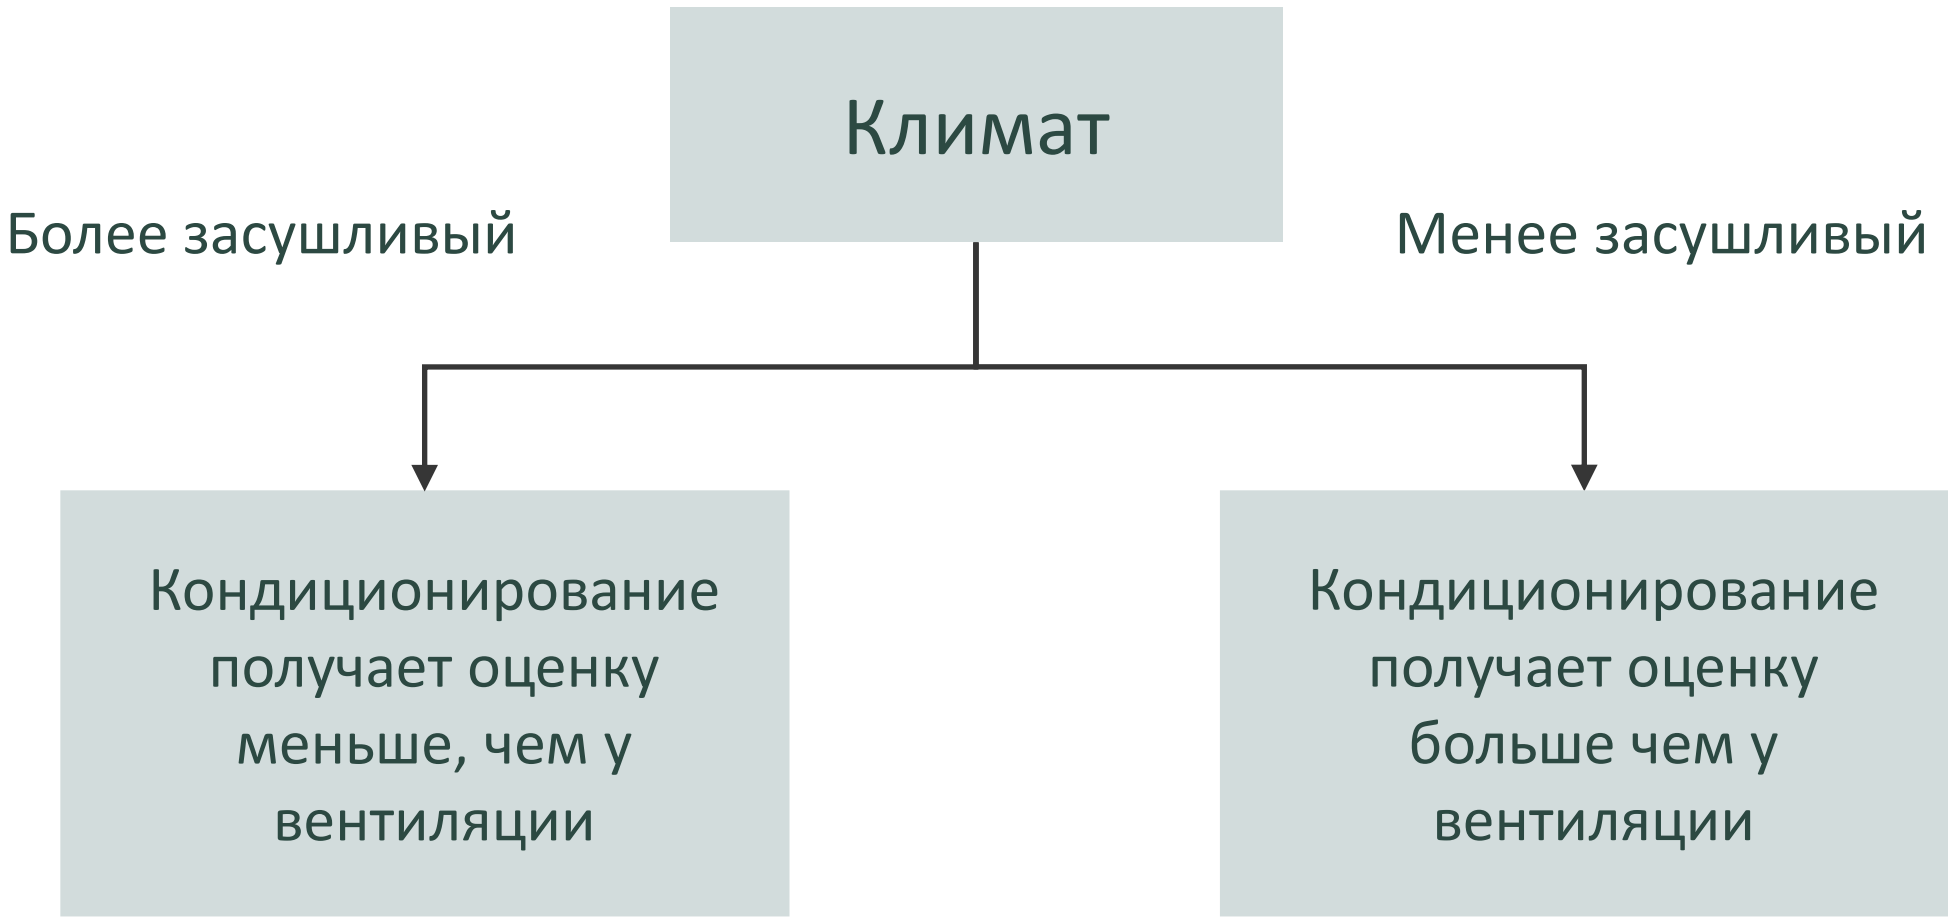 Климат
Более засушливый
Менее засушливый
Кондиционирование
получает оценку
меньше, чем у
вентиляции
Кондиционирование
получает оценку
больше чем у
вентиляции